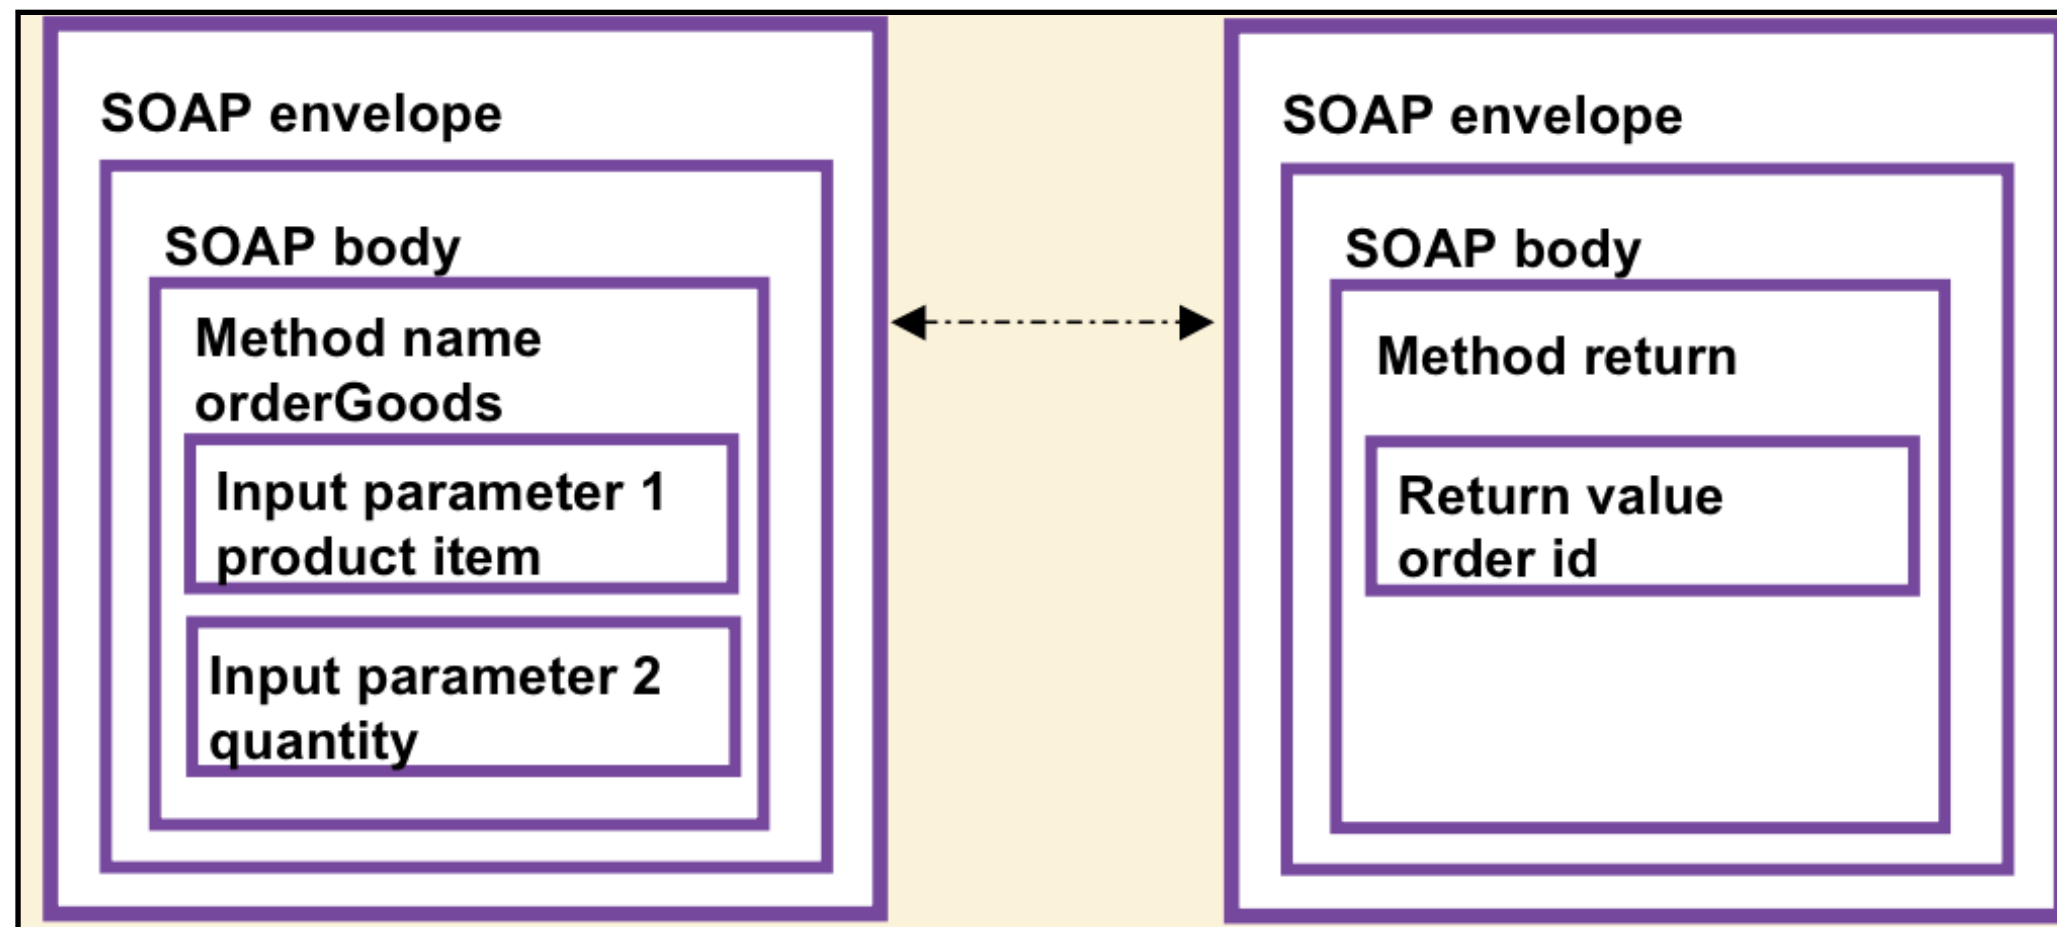 SOAP envelope
SOAP body
Method name
orderGoods
Input parameter 1
product item
Input parameter 2
quantity
SOAP envelope
SOAP body
Method return
Return value
order id